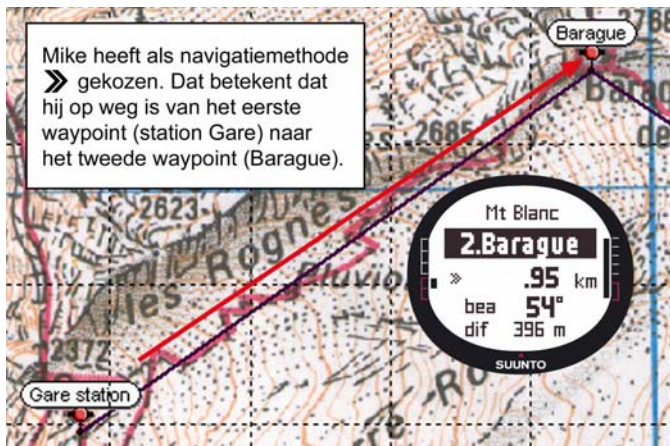 Mike heeft als navigatiemethode
» gekozen. Dat betekent dat
hij op weg is van het eerste
waypoint (station Gare) naar
het tweede waypoint (Barague).
Barague
2685
2623
les Rognes
2372
Gare station
Mt Blanc
2.Barague
» .95 km
bea 54°
dif 396 m
SUUNTO